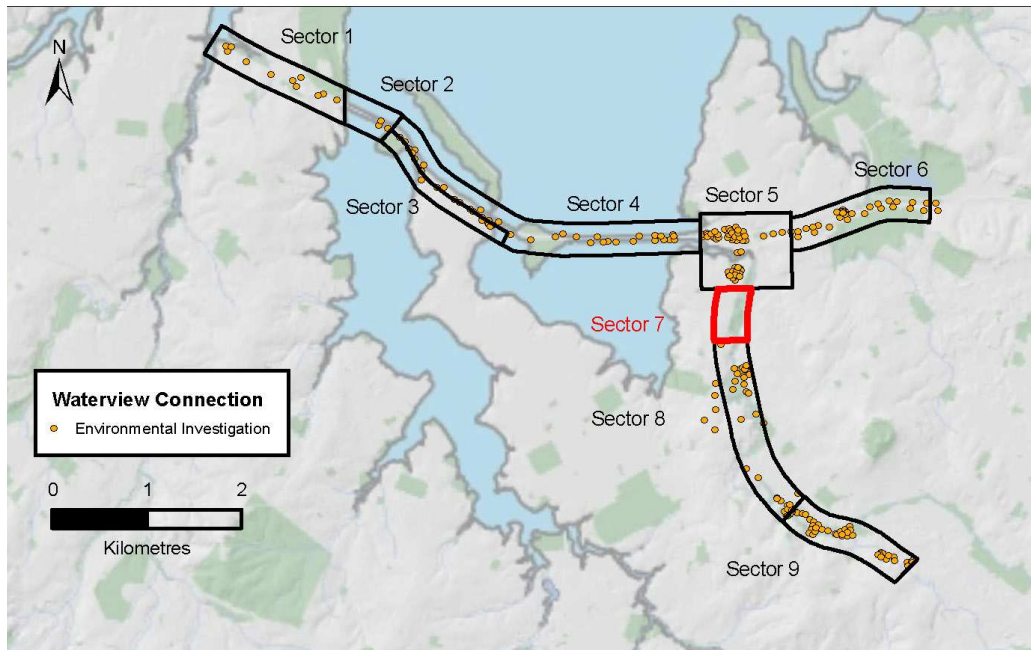 Sector 1
N
Sector 2
Sector 6
Sector 5
Sector 4
Sector 3
Sector 7
Waterview Connection
Environmental Investigation
Sector 8
0 1 2
Kilometres
Sector 9